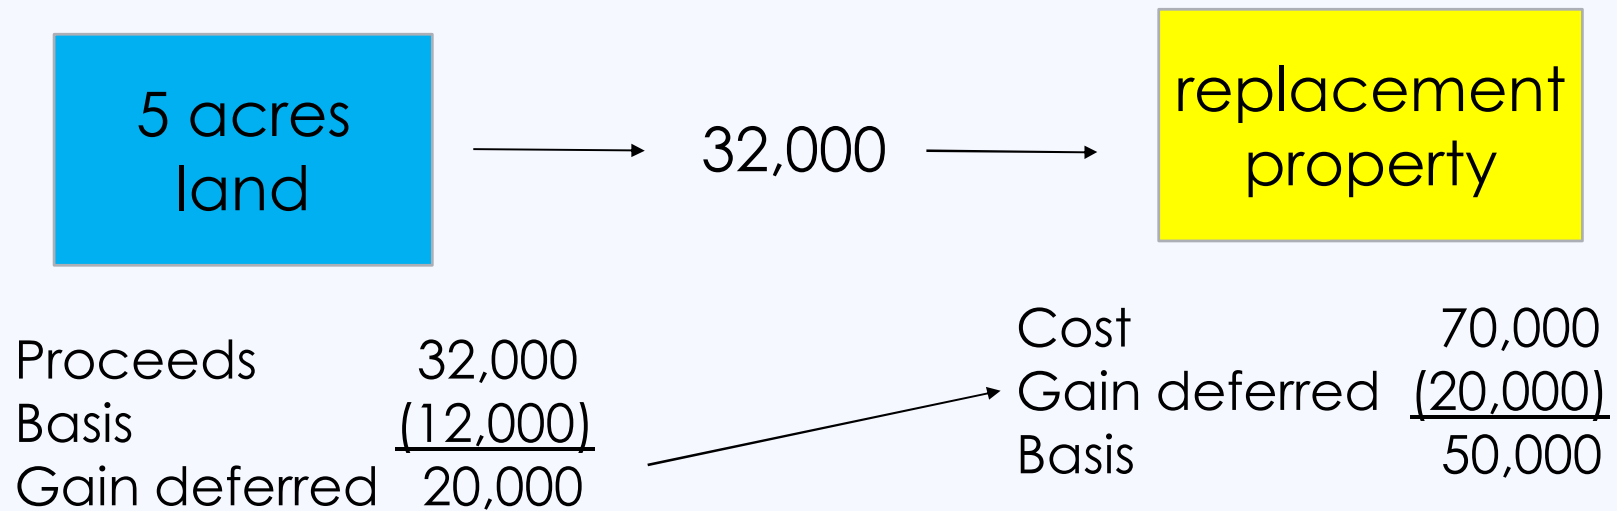 5 acres
land
32,000
replacement
property
Proceeds 32,000
Basis (12,000)
Gain deferred 20,000
Cost 70,000
Gain deferred (20,000)
Basis 50,000